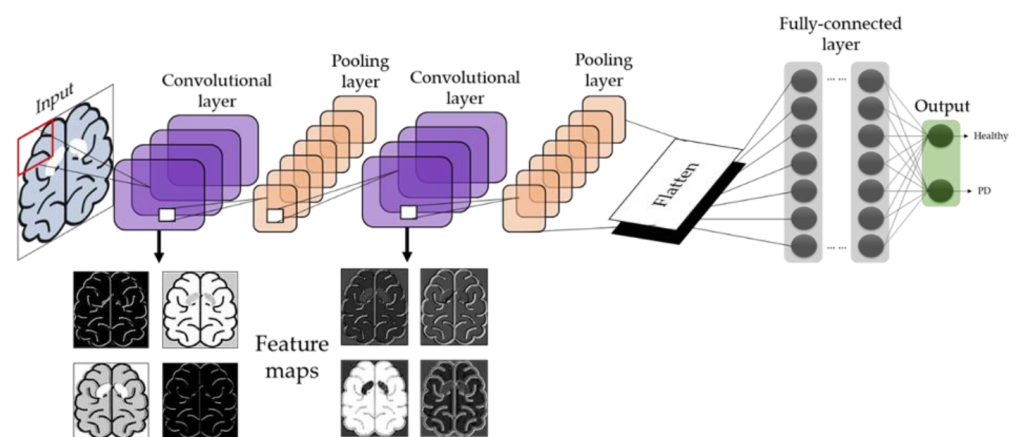 Input
Convolutional
layer
Pooling
layer
Convolutional
layer
Pooling
layer
Flatten
Fully-connected
layer
Output
Healthy
PD
Feature
maps